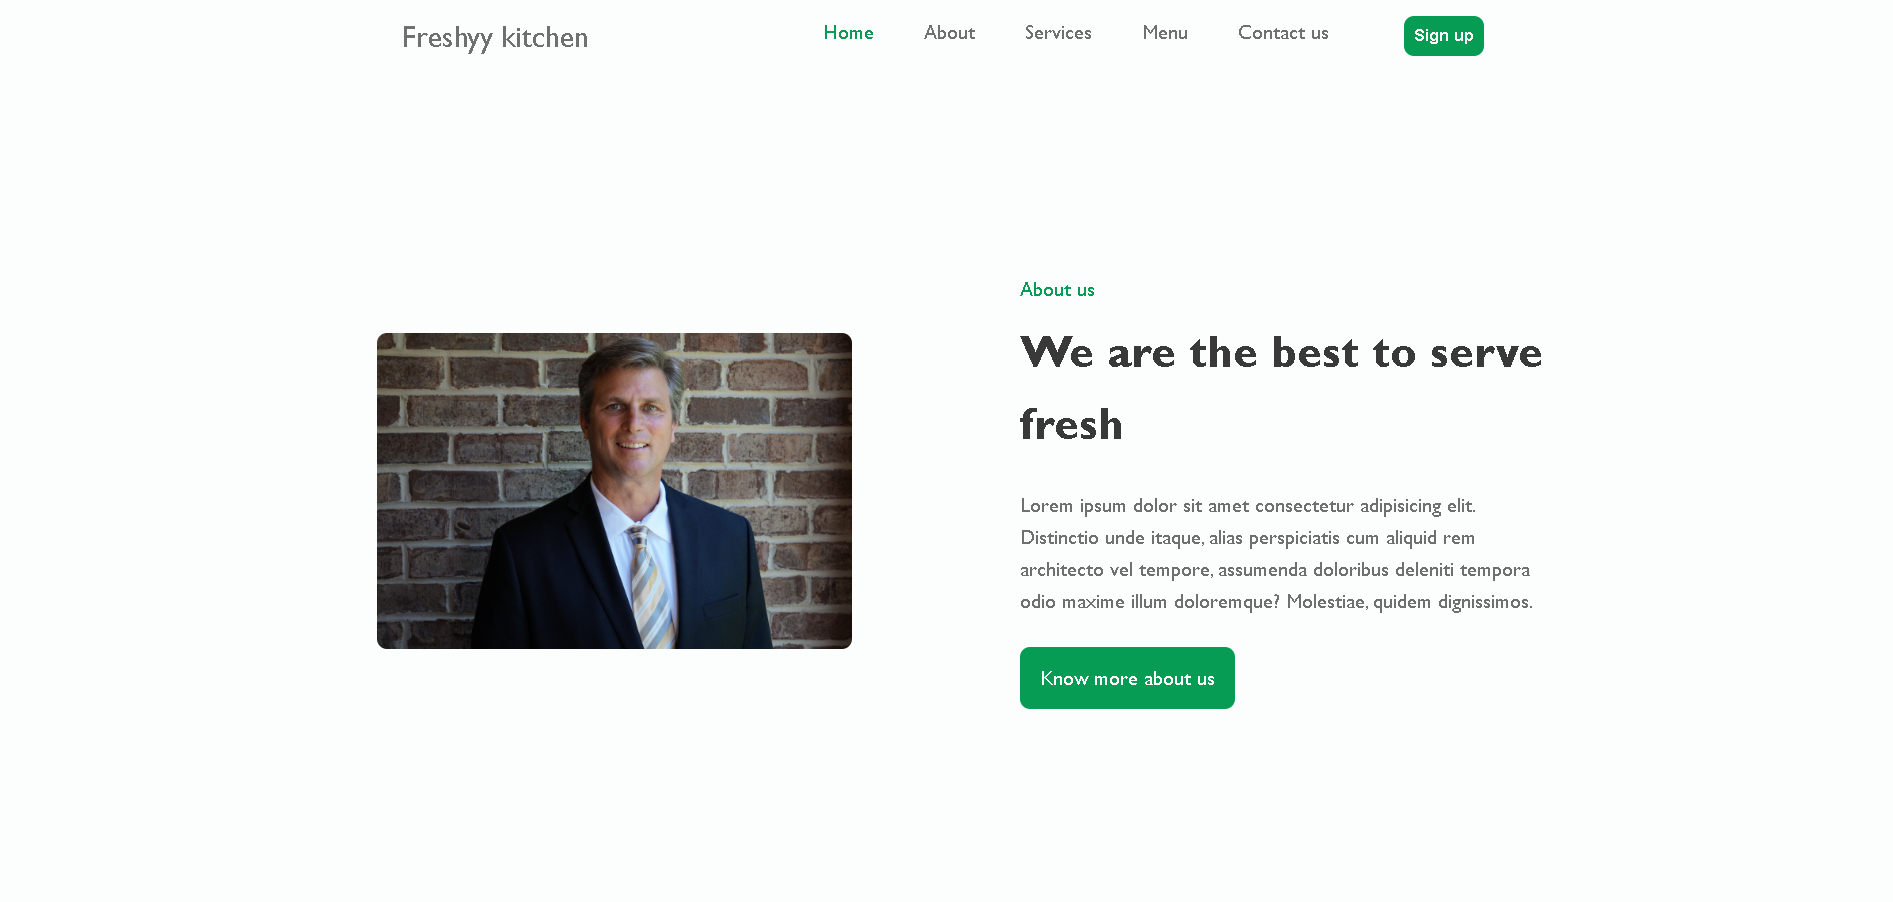 Freshyy kitchen
Home About Services Menu Contact us Sign up
About us
We are the best to serve
fresh
Lorem ipsum dolor sit amet consectetur adipisicing elit.
Distinctio unde itaque, alias perspiciatis cum aliquid rem
architecto vel tempore, assumenda doloribus deleniti tempora
odio maxime illum doloremque? Molestiae, quidem dignissimos.
Know more about us